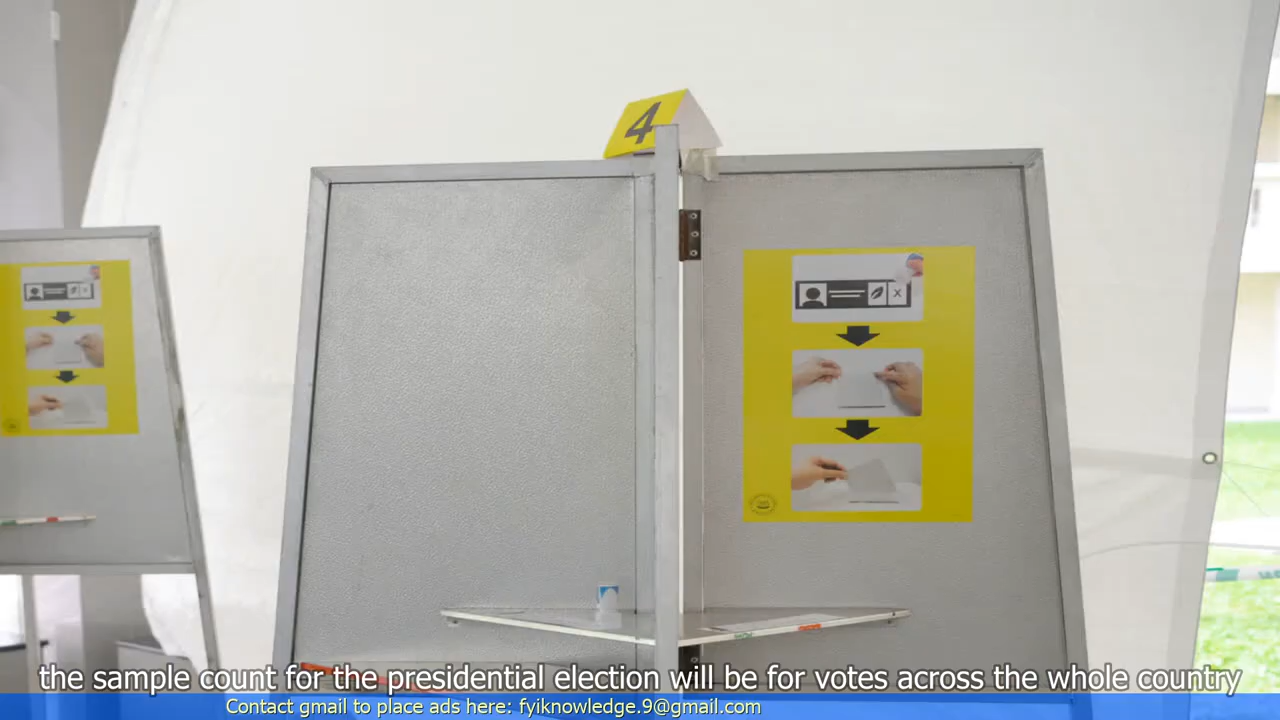 4
X
the sample count for the presidential election will be for votes across the whole country
Contact gmail to place ads here: fyiknowledge.9@gmail.com